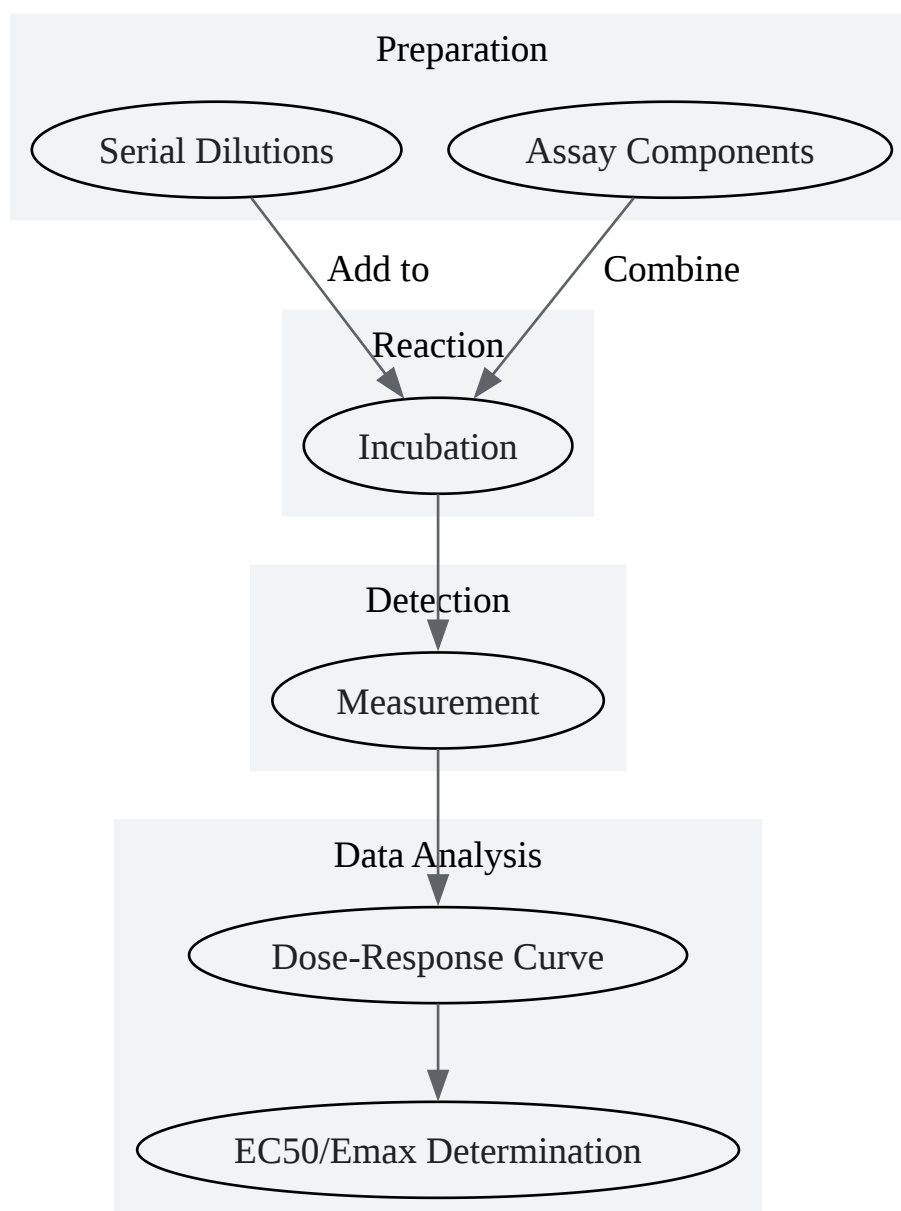 Preparation
Serial Dilutions
Assay Components
Add to
Combine
Reaction
Incubation
Detection
Measurement
Data Analysis
Dose-Response Curve
EC50/Emax Determination